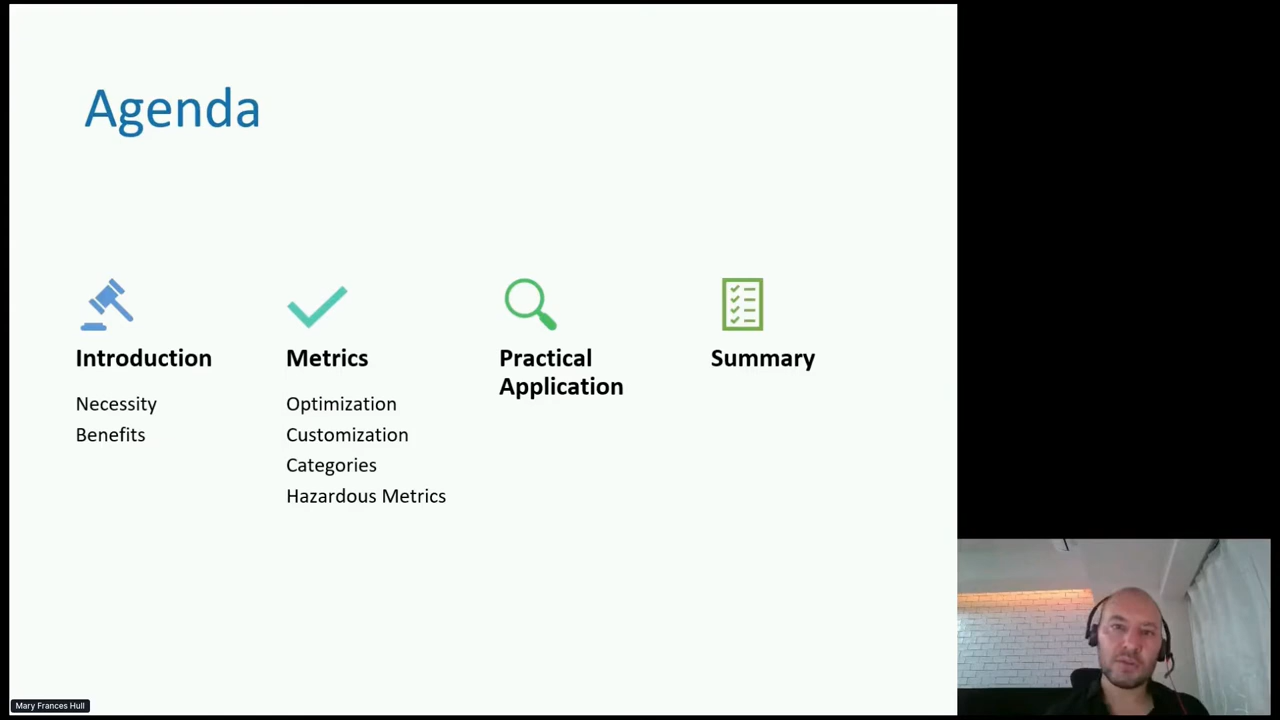 Agenda
Introduction
Necessity
Benefits
Metrics
Optimization
Customization
Categories
Hazardous Metrics
Practical
Application
Summary
Mary Frances Hull